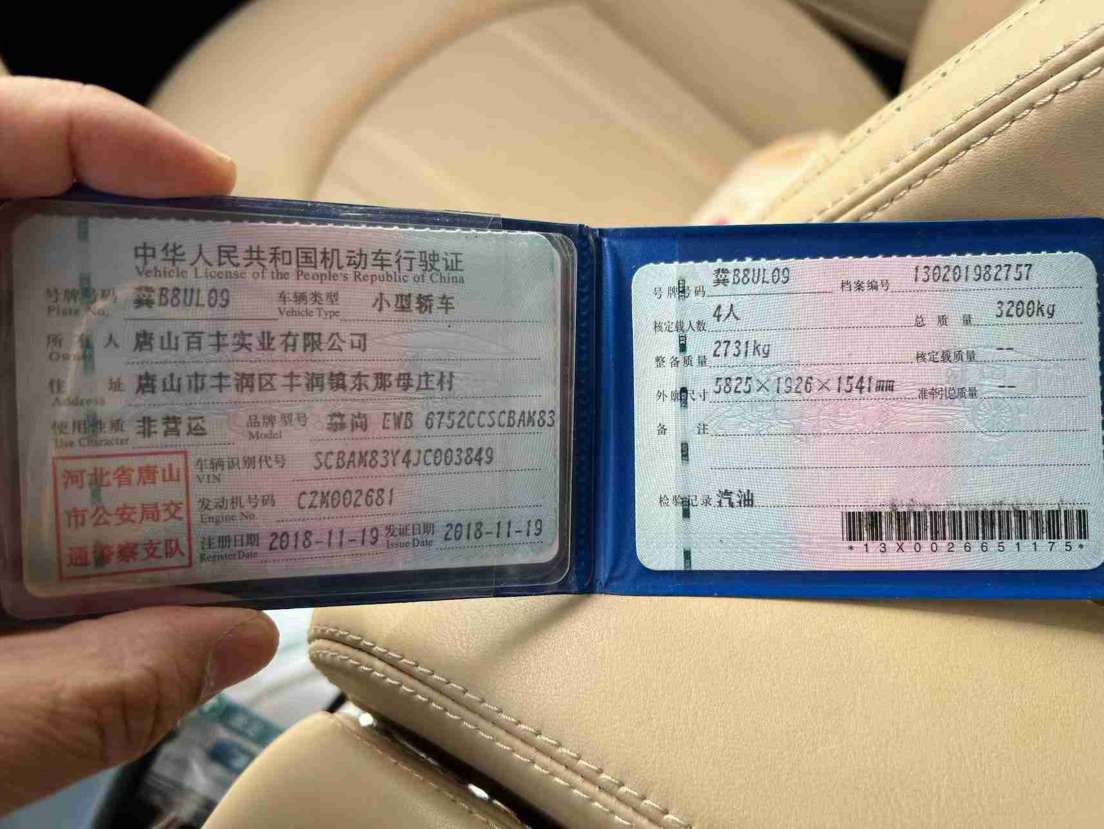 中华人民共和国机动车行驶证
Vehicle License of the People's Republic of China
号牌号码 冀B8UL09 车辆类型 小型轿车
Plate No. Vehicle Type
所有人 唐山百丰实业有限公司
Owner
住址 唐山市丰润区丰润镇东那母庄村
Address
使用性质 非营运 品牌型号 慕尚 EWB 6752CCSCBAM83
Use Character Model
河北省唐山
市公安局交
通警察支队
车辆识别代号 SCBAM83Y4JC003849
VIN
发动机号码 CZM002681
Engine No.
注册日期 2018-11-19 发证日期 2018-11-19
Register Date Issue Date
号牌号码 冀B8UL09 档案编号 130201982757
核定载人数 4人 总质量 3200kg
整备质量 2731kg 核定载质量 --
外廓尺寸 5825×1926×1541mm 准牵引总质量 --
备注
检验记录 汽油
*13X0026651175*